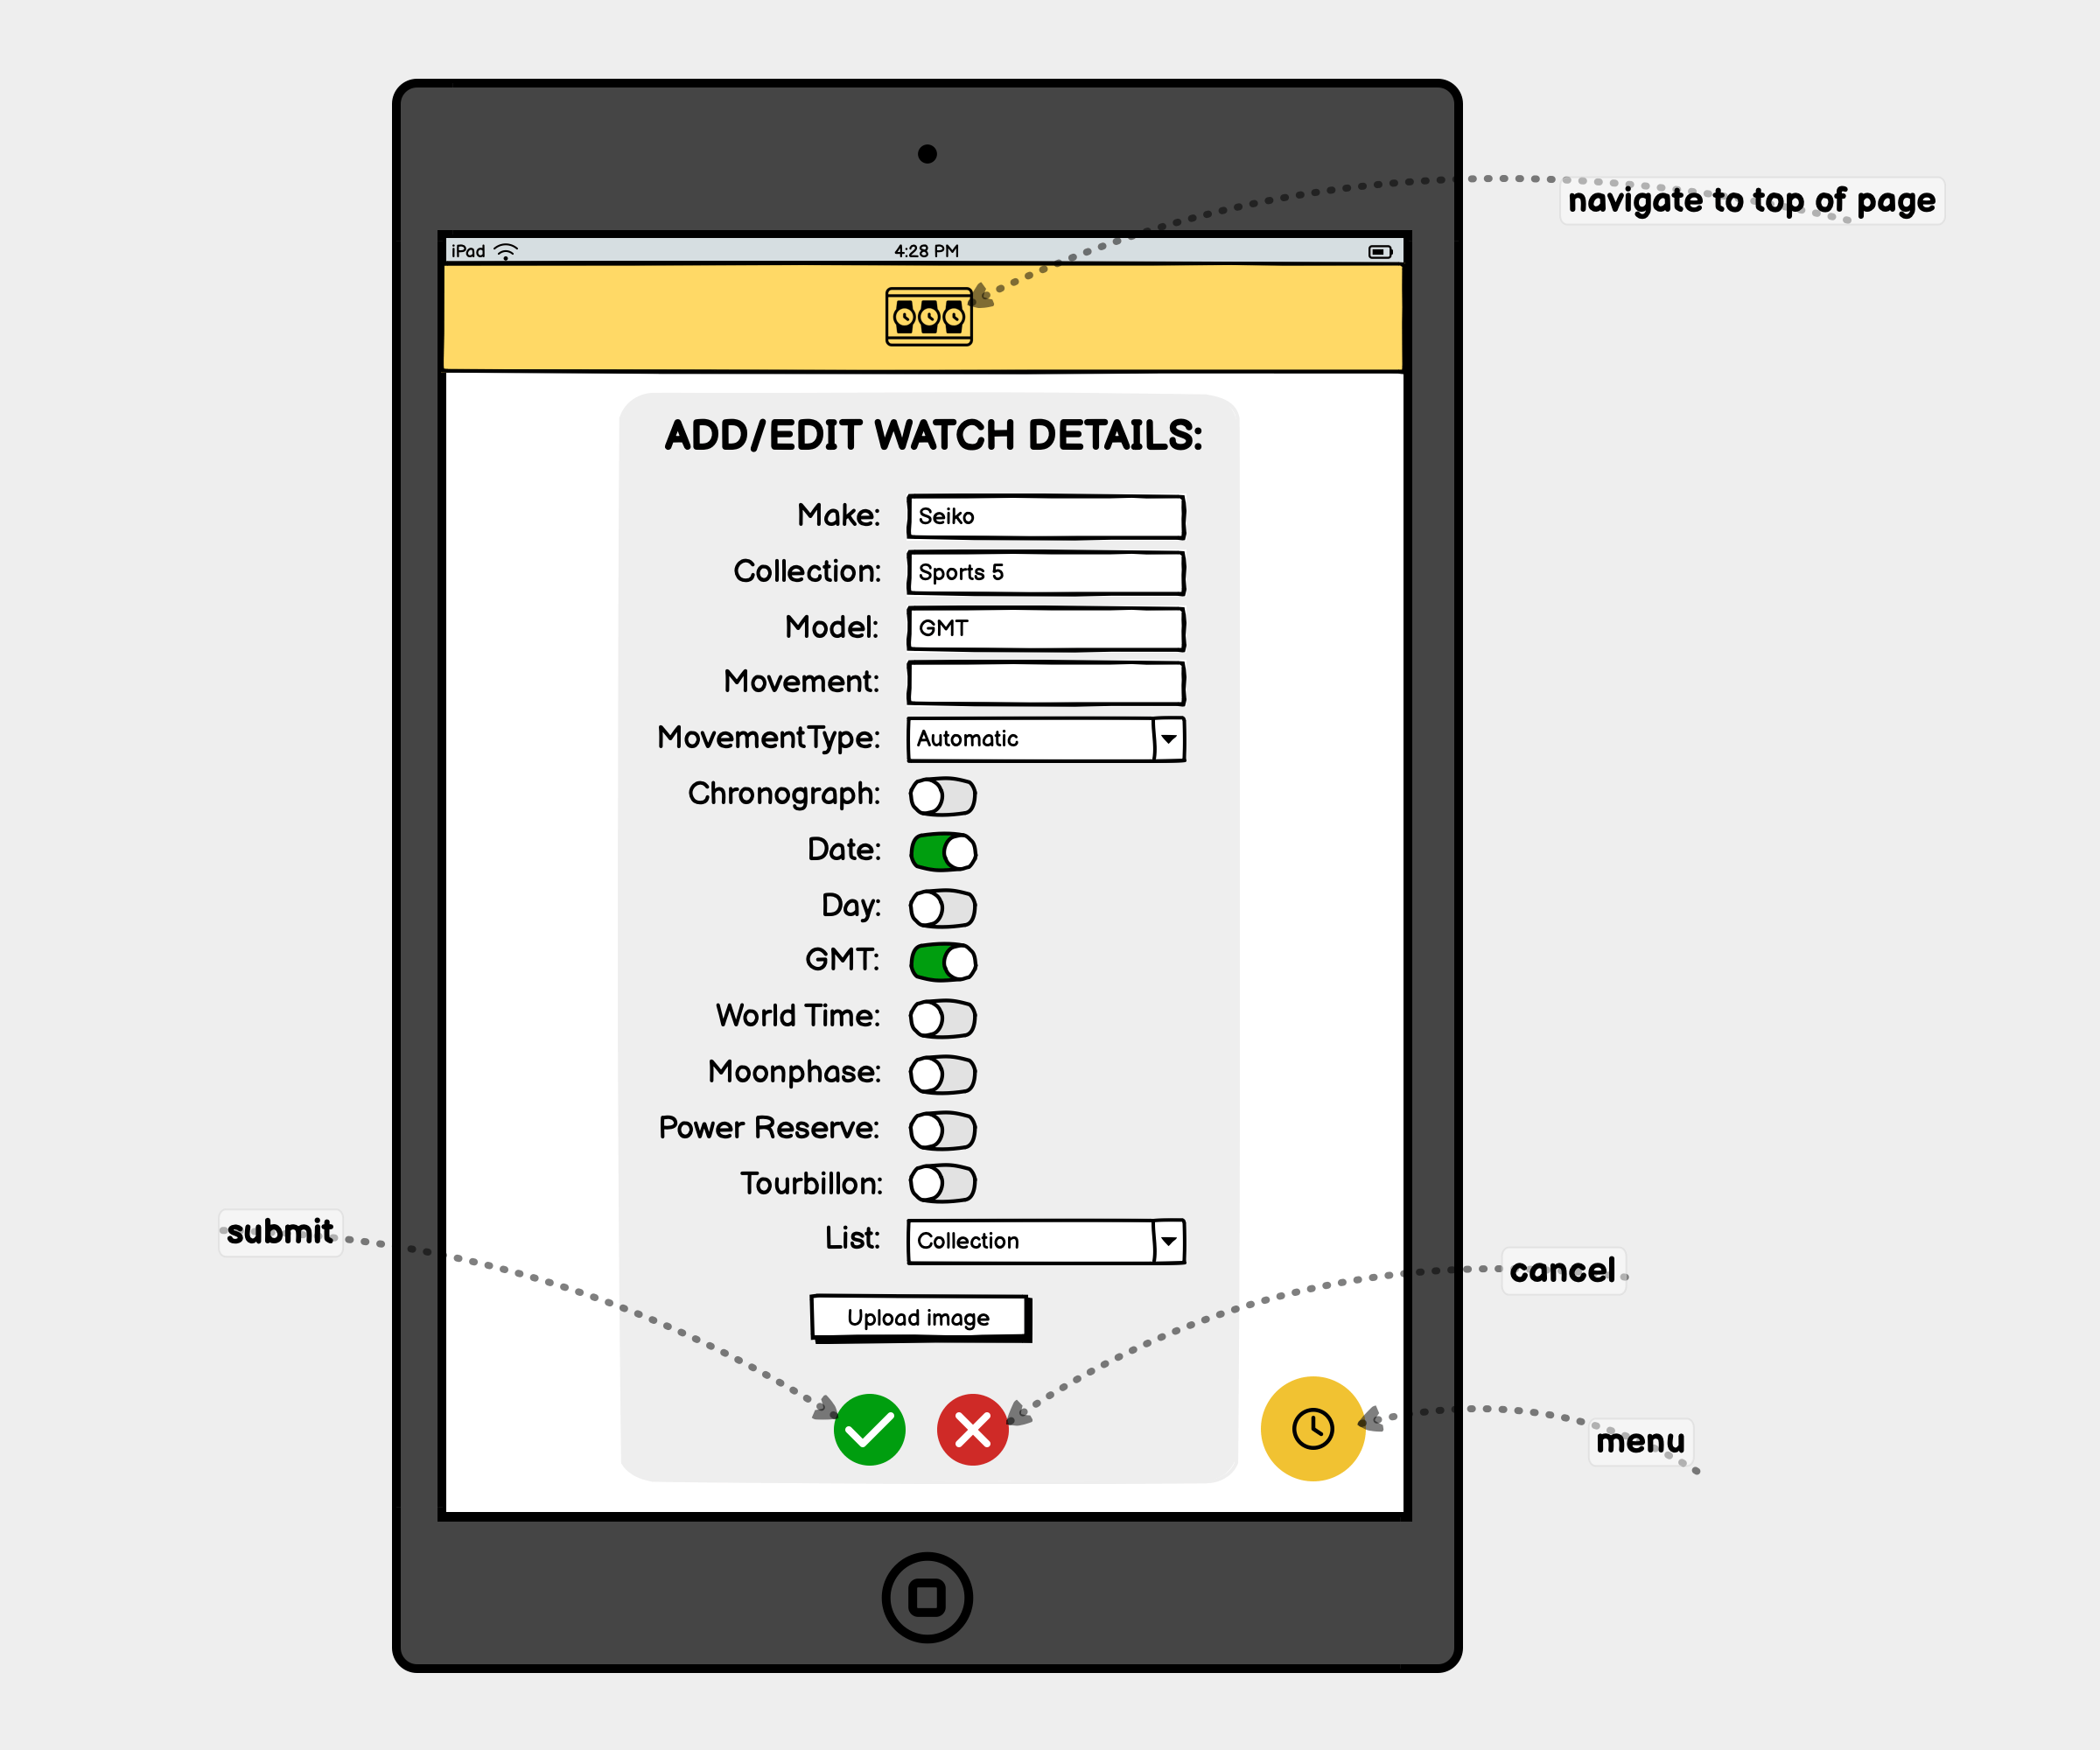 navigate to top of page
iPad 4:28 PM
ADD/EDIT WATCH DETAILS:
Make: Seiko
Collection: Sports 5
Model: GMT
Movement:
MovementType: Automatic
Chronograph:
Date:
Day:
GMT:
World Time:
Moonphase:
Power Reserve:
Tourbillon:
submit
List: Collection
cancel
Upload image
menu